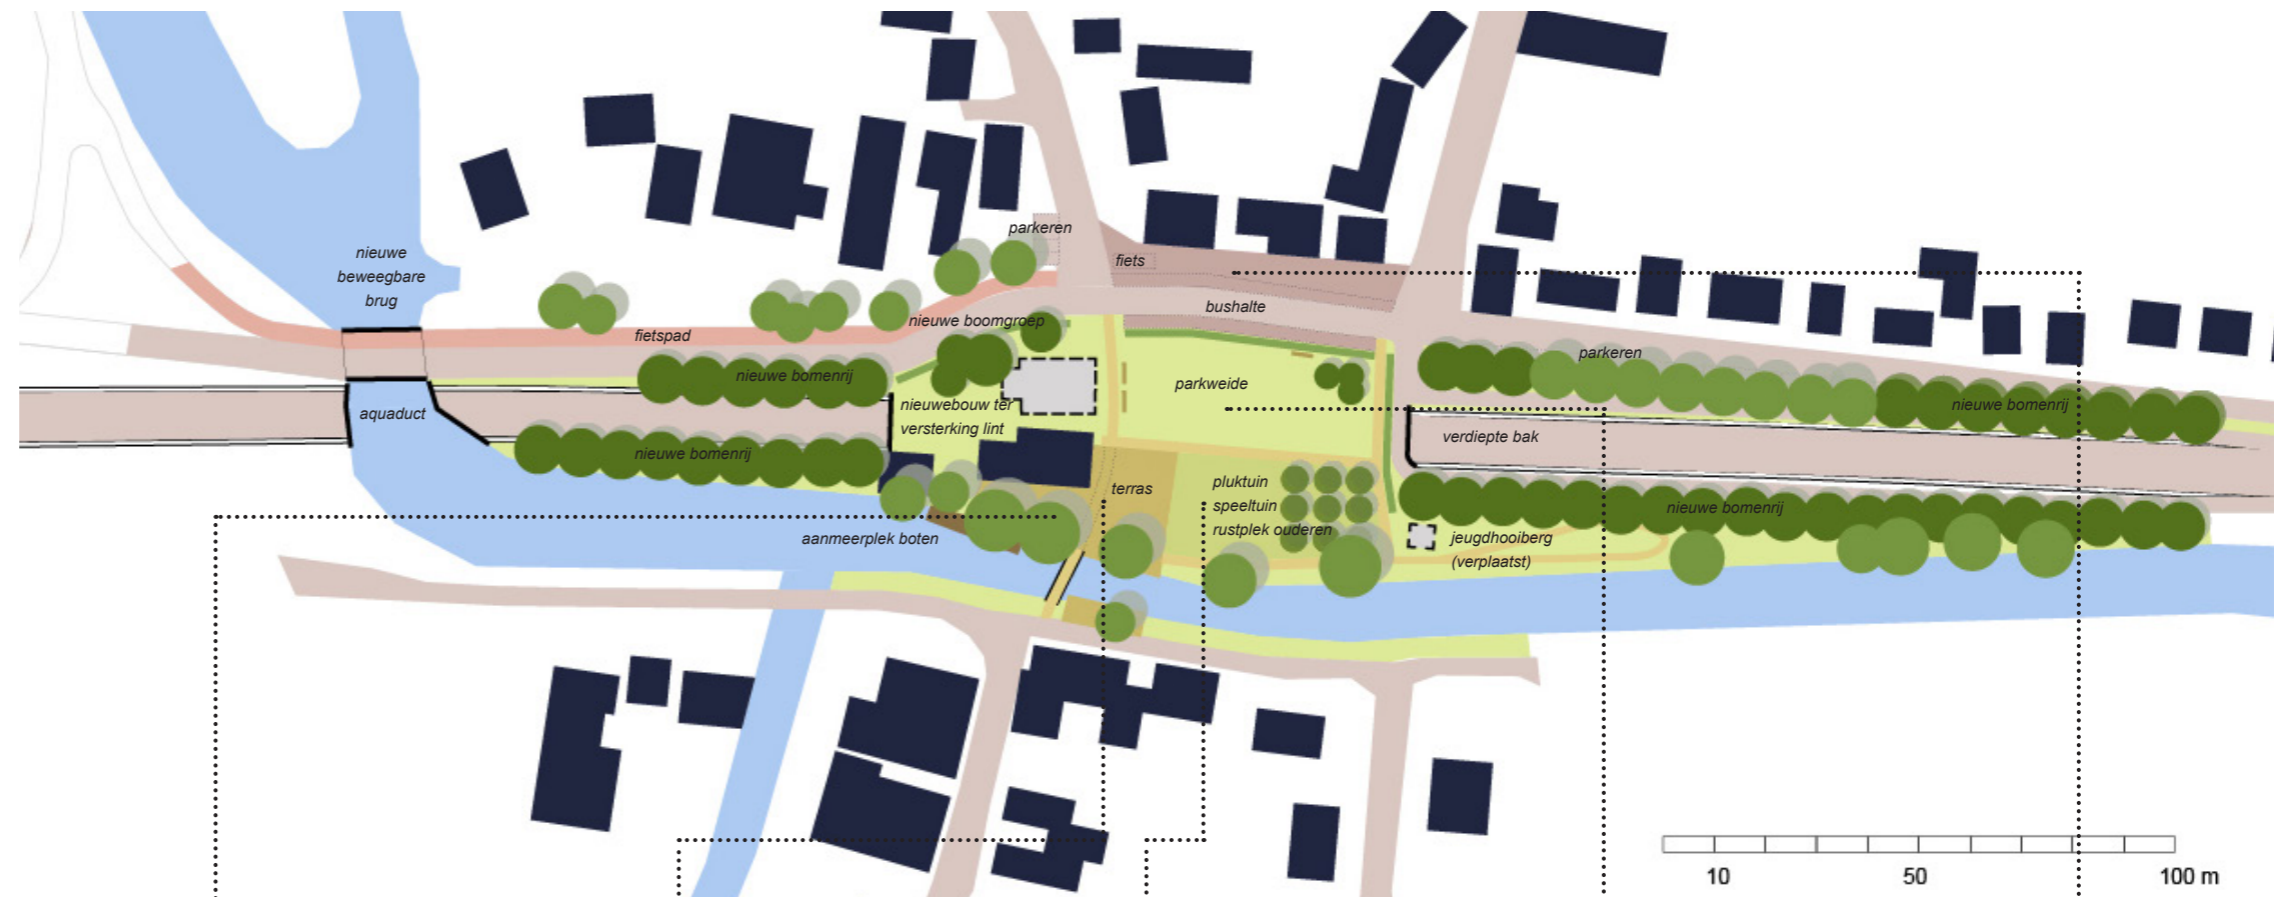 parkeren
nieuwe
beweegbare
brug
fiets
bushalte
nieuwe boomgroep
fietspad
parkeren
nieuwe bomenrij
parkweide
nieuwebouw ter
versterking lint
nieuwe bomenrij
aquaduct
verdiepte bak
nieuwe bomenrij
terras
pluktuin
speeltuin
rustplek ouderen
nieuwe bomenrij
aanmeerplek boten
jeugdhooiberg
(verplaatst)
10 50 100 m